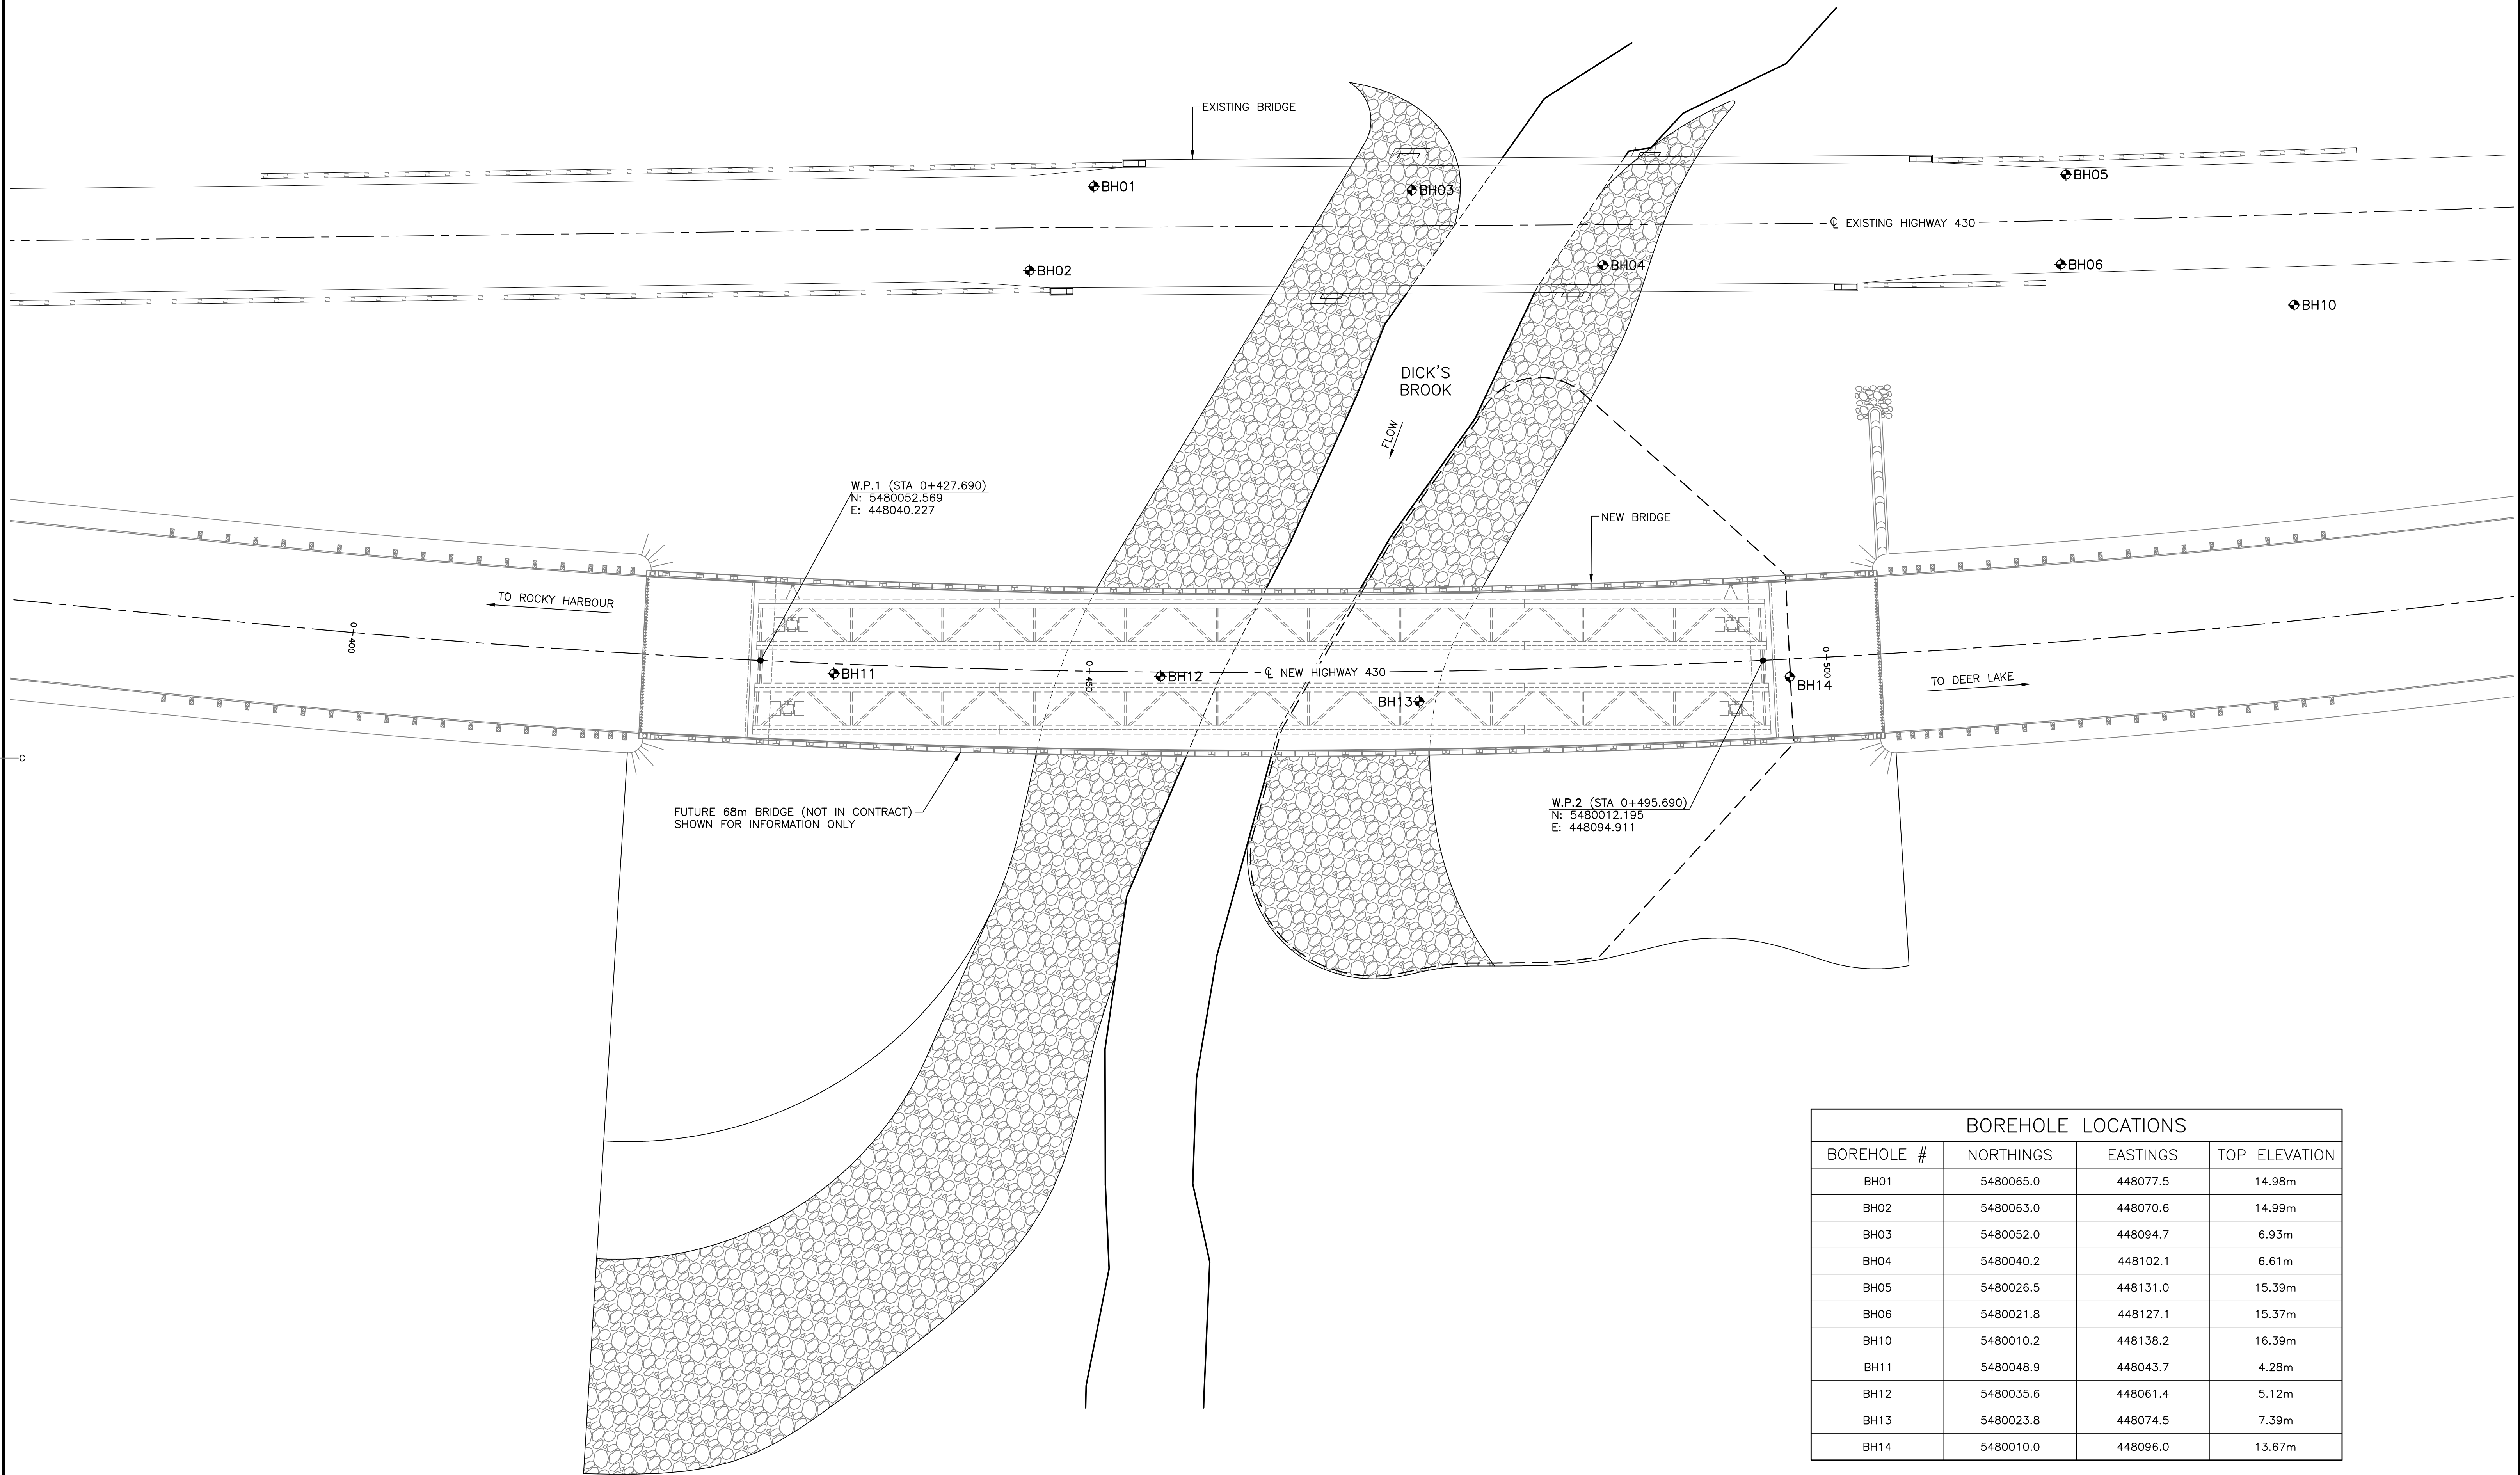 EXISTING BRIDGE
BH01
BH03
BH05
℄ EXISTING HIGHWAY 430
BH02
BH04
BH06
BH10
DICK'S
BROOK
FLOW
W.P.1 (STA 0+427.690)
N: 5480052.569
E: 448040.227
NEW BRIDGE
TO ROCKY HARBOUR
0+400
BH11
0+450
BH12
℄ NEW HIGHWAY 430
BH13
0+500
BH14
TO DEER LAKE
C
FUTURE 68m BRIDGE (NOT IN CONTRACT)
SHOWN FOR INFORMATION ONLY
W.P.2 (STA 0+495.690)
N: 5480012.195
E: 448094.911
BOREHOLE LOCATIONS
BOREHOLE # NORTHINGS EASTINGS TOP ELEVATION
BH01 5480065.0 448077.5 14.98m
BH02 5480063.0 448070.6 14.99m
BH03 5480052.0 448094.7 6.93m
BH04 5480040.2 448102.1 6.61m
BH05 5480026.5 448131.0 15.39m
BH06 5480021.8 448127.1 15.37m
BH10 5480010.2 448138.2 16.39m
BH11 5480048.9 448043.7 4.28m
BH12 5480035.6 448061.4 5.12m
BH13 5480023.8 448074.5 7.39m
BH14 5480010.0 448096.0 13.67m